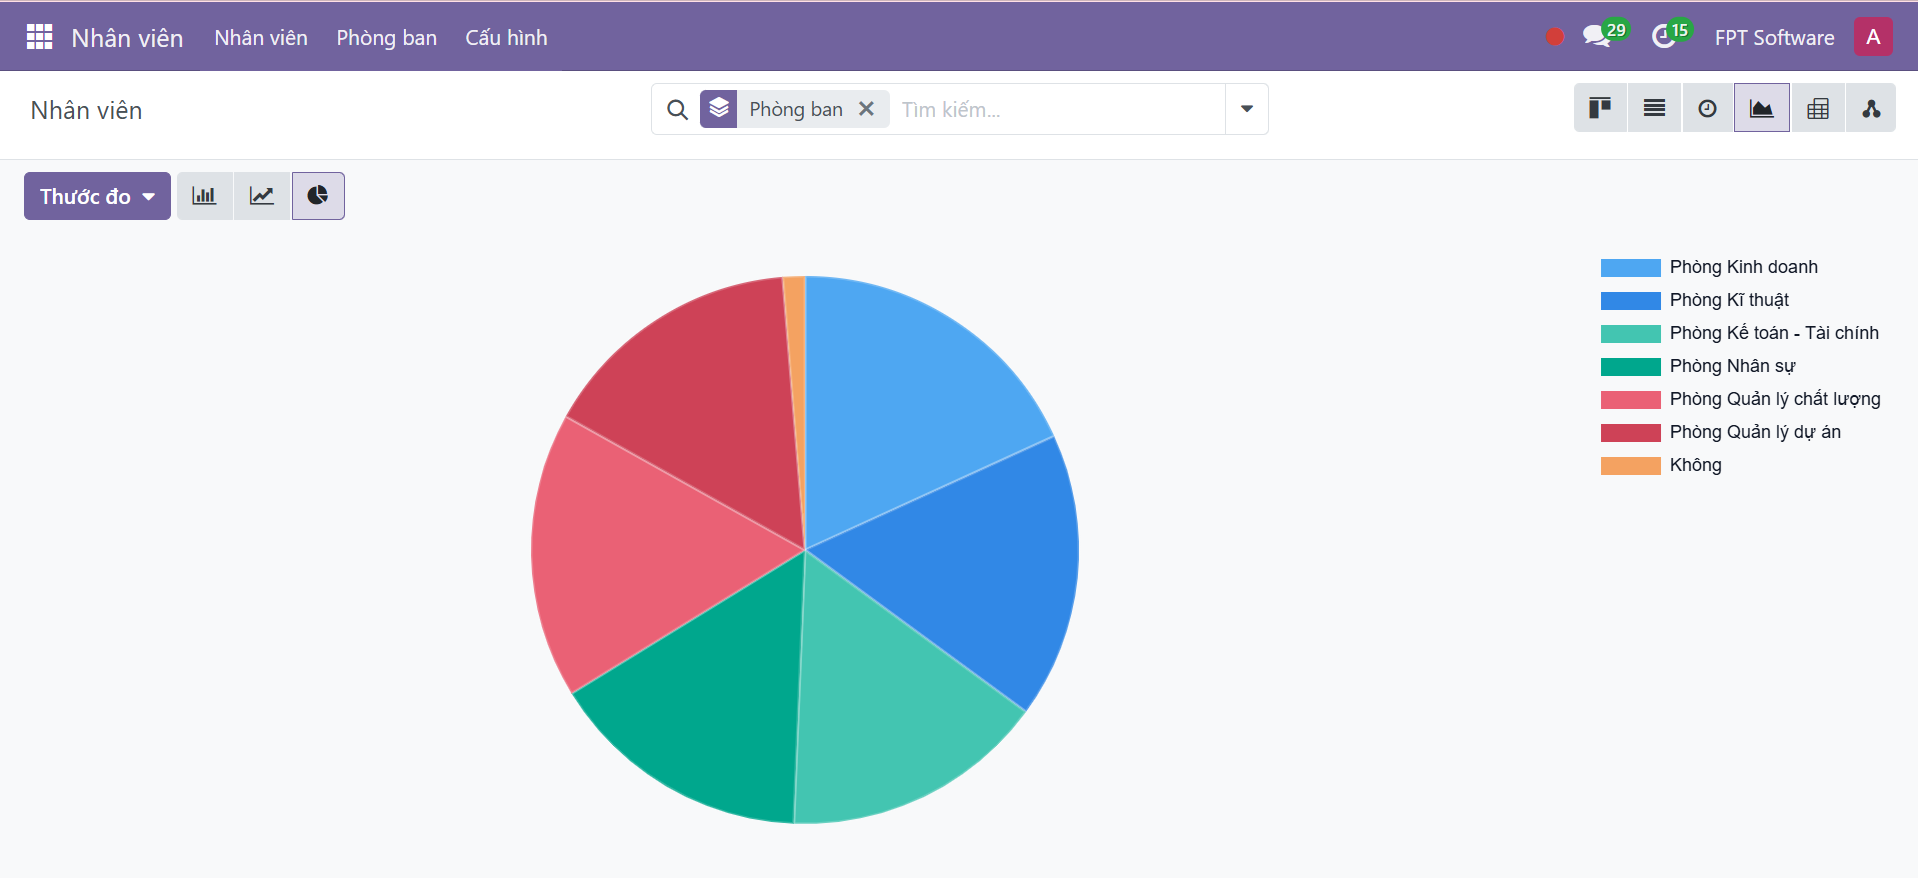 Nhân viên Nhân viên Phòng ban Cấu hình 29 15 FPT Software A
Nhân viên Phòng ban Tìm kiếm...
Thước đo
Phòng Kinh doanh
Phòng Kĩ thuật
Phòng Kế toán - Tài chính
Phòng Nhân sự
Phòng Quản lý chất lượng
Phòng Quản lý dự án
Không